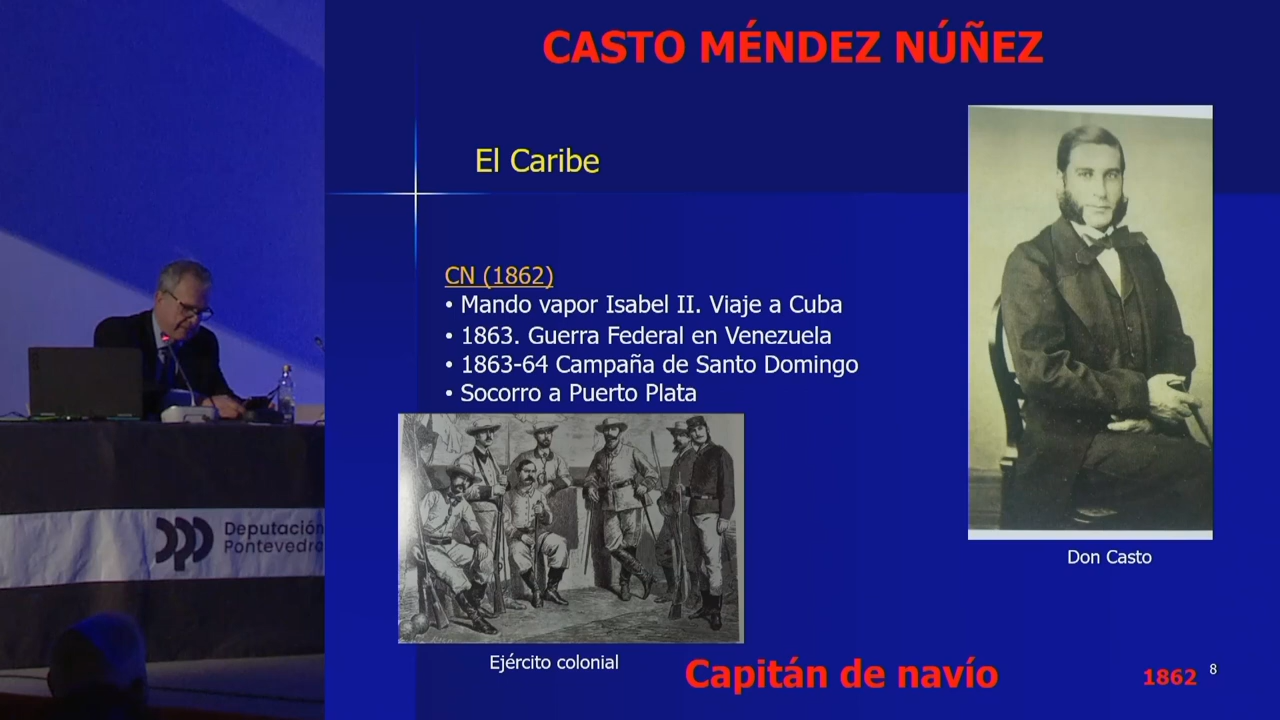 CASTO MÉNDEZ NÚÑEZ
El Caribe
CN (1862)
• Mando vapor Isabel II. Viaje a Cuba
• 1863. Guerra Federal en Venezuela
• 1863-64 Campaña de Santo Domingo
• Socorro a Puerto Plata
Don Casto
Ejército colonial
Capitán de navío
1862
8
Deputación
Pontevedra